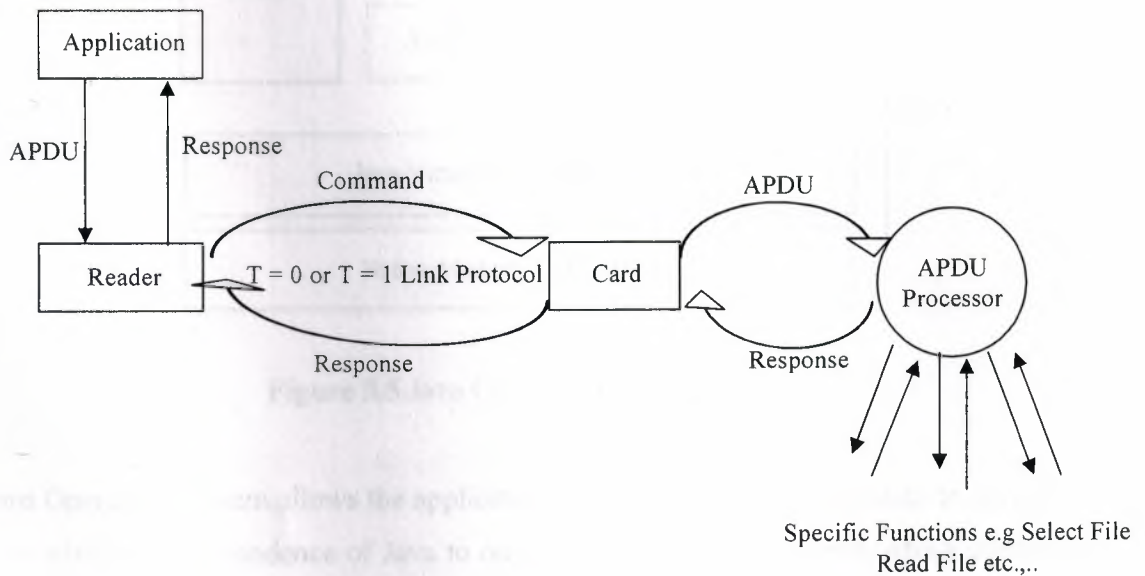 Application
APDU
Response
Command
APDU
Reader
T = 0 or T = 1 Link Protocol
Card
APDU
Processor
Response
Response
Specific Functions e.g Select File
Read File etc.,..